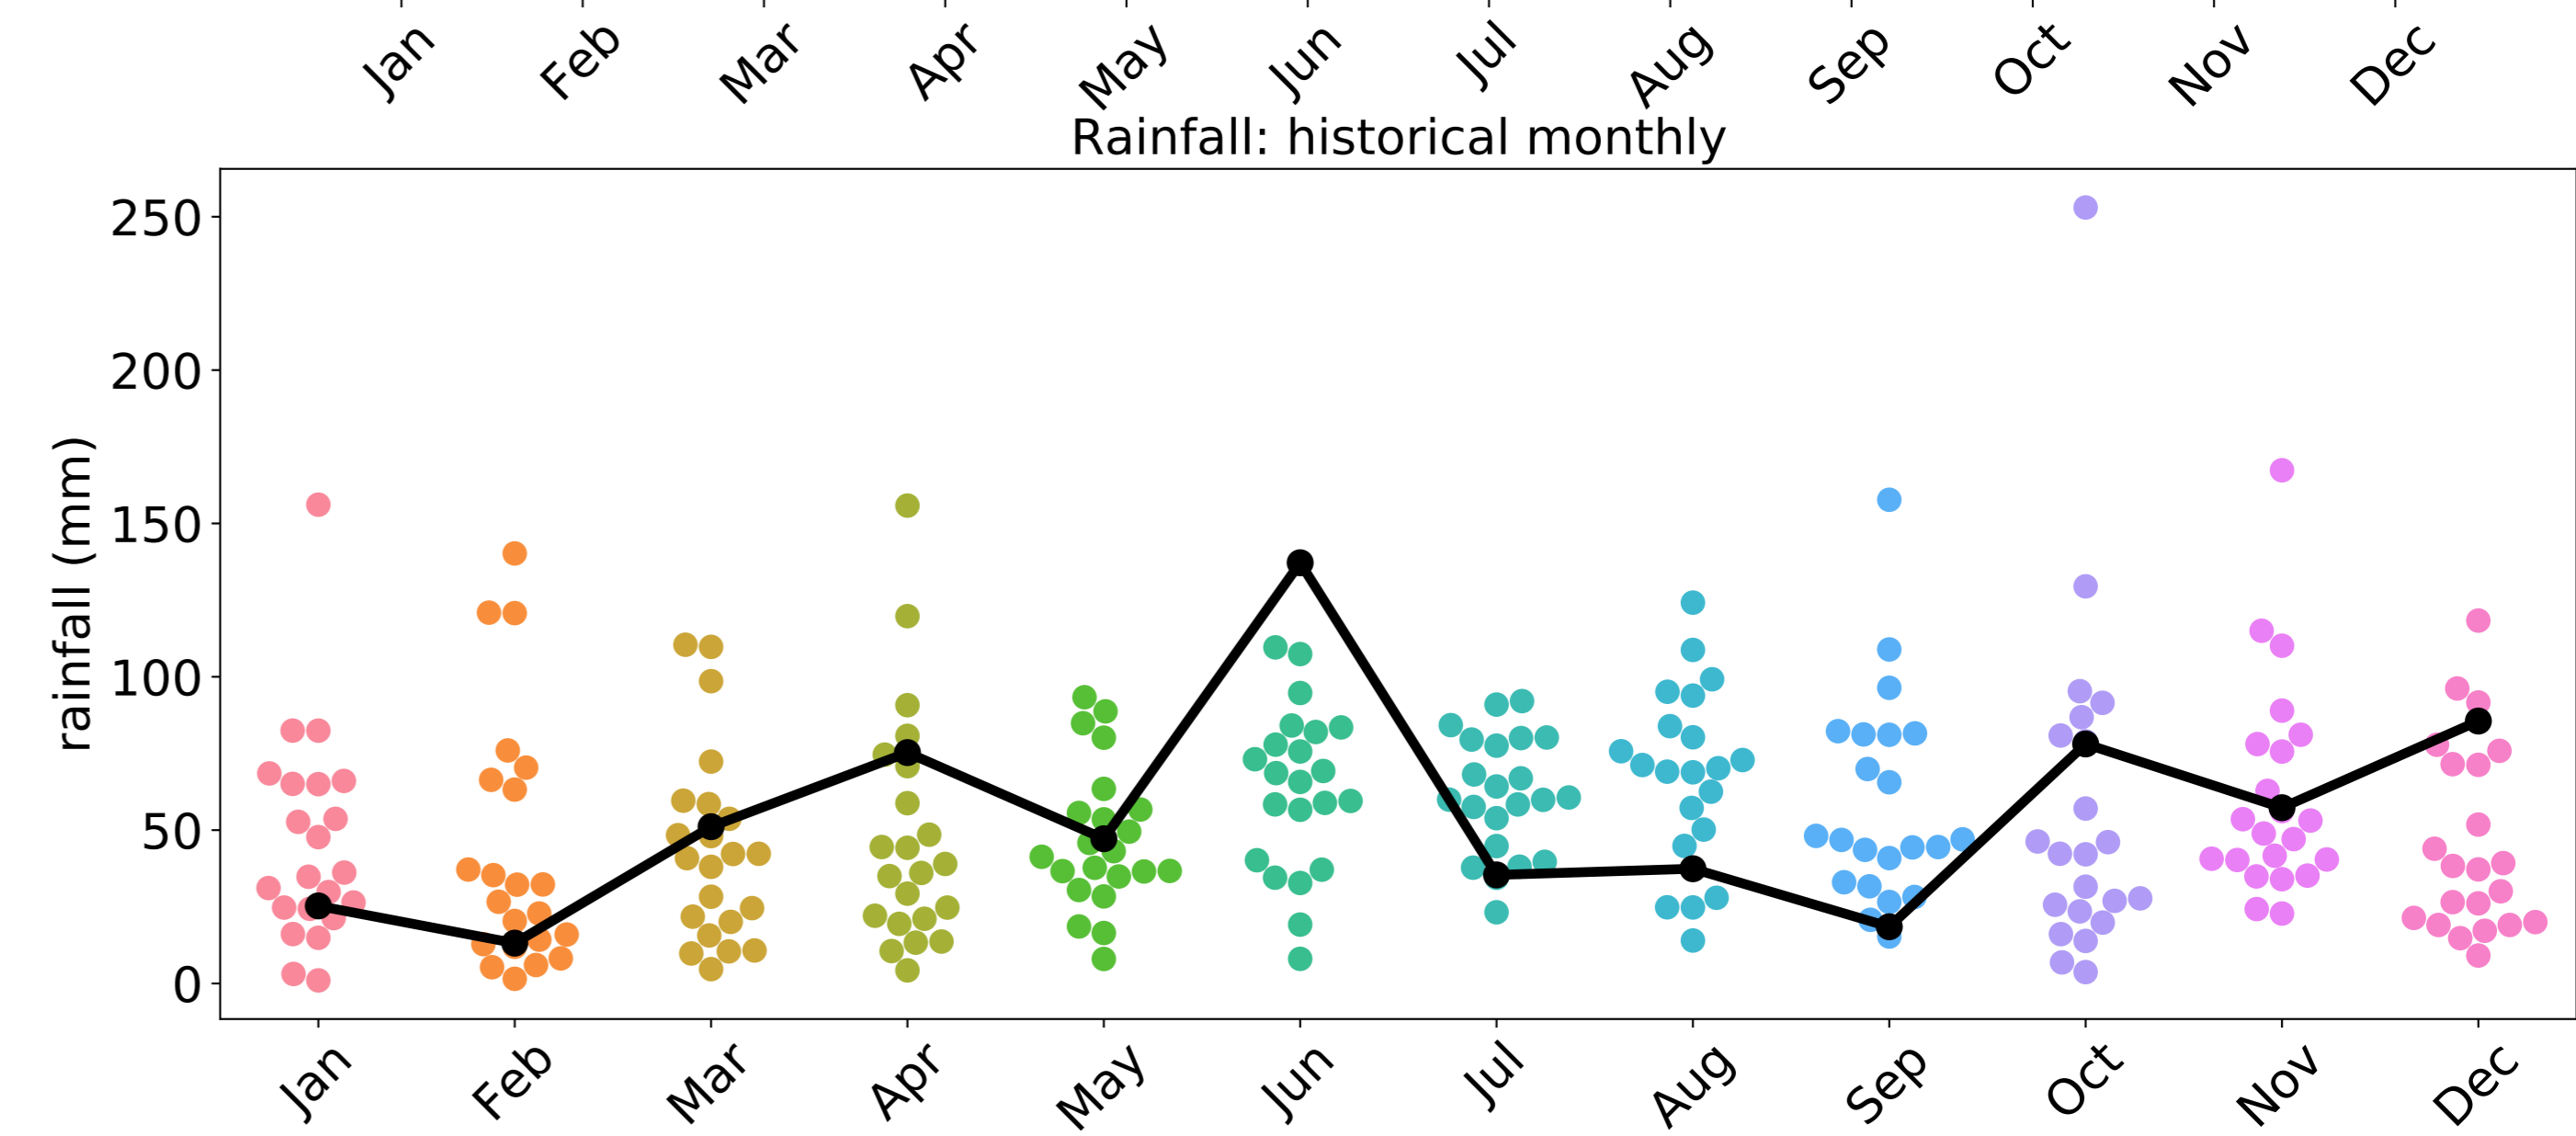 Jan Feb Mar Apr May Jun Jul Aug Sep Oct Nov Dec
Rainfall: historical monthly
rainfall (mm)
250
200
150
100
50
0
Jan Feb Mar Apr May Jun Jul Aug Sep Oct Nov Dec